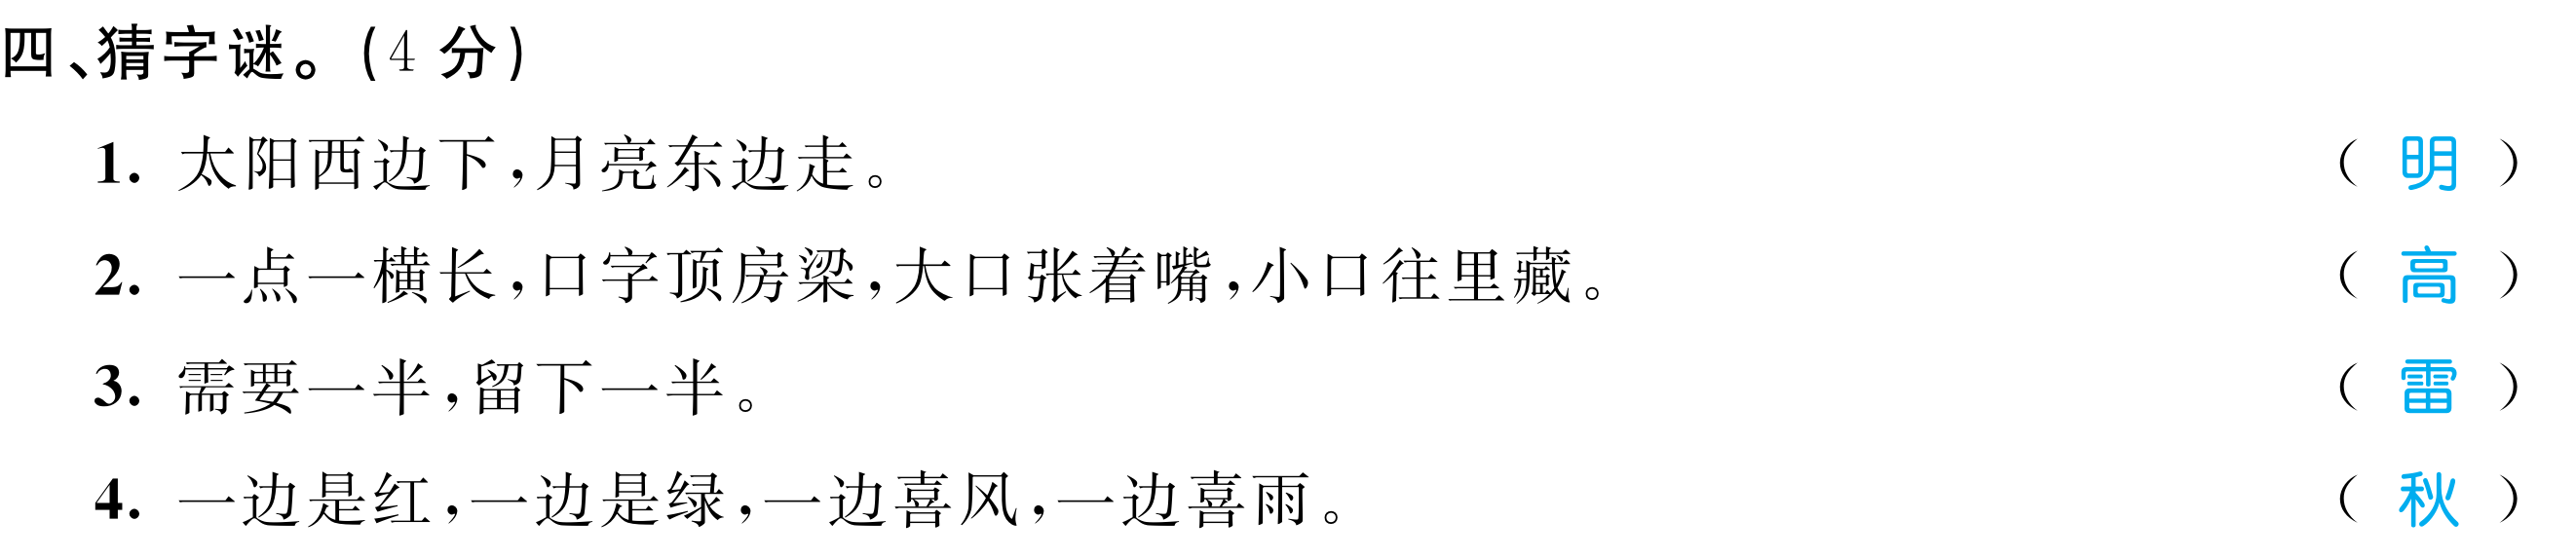 四、猜字谜。(4 分)
1. 太阳西边下,月亮东边走。 ( 明 )
2. 一点一横长,口字顶房梁,大口张着嘴,小口往里藏。 ( 高 )
3. 需要一半,留下一半。 ( 雷 )
4. 一边是红,一边是绿,一边喜风,一边喜雨。 ( 秋 )